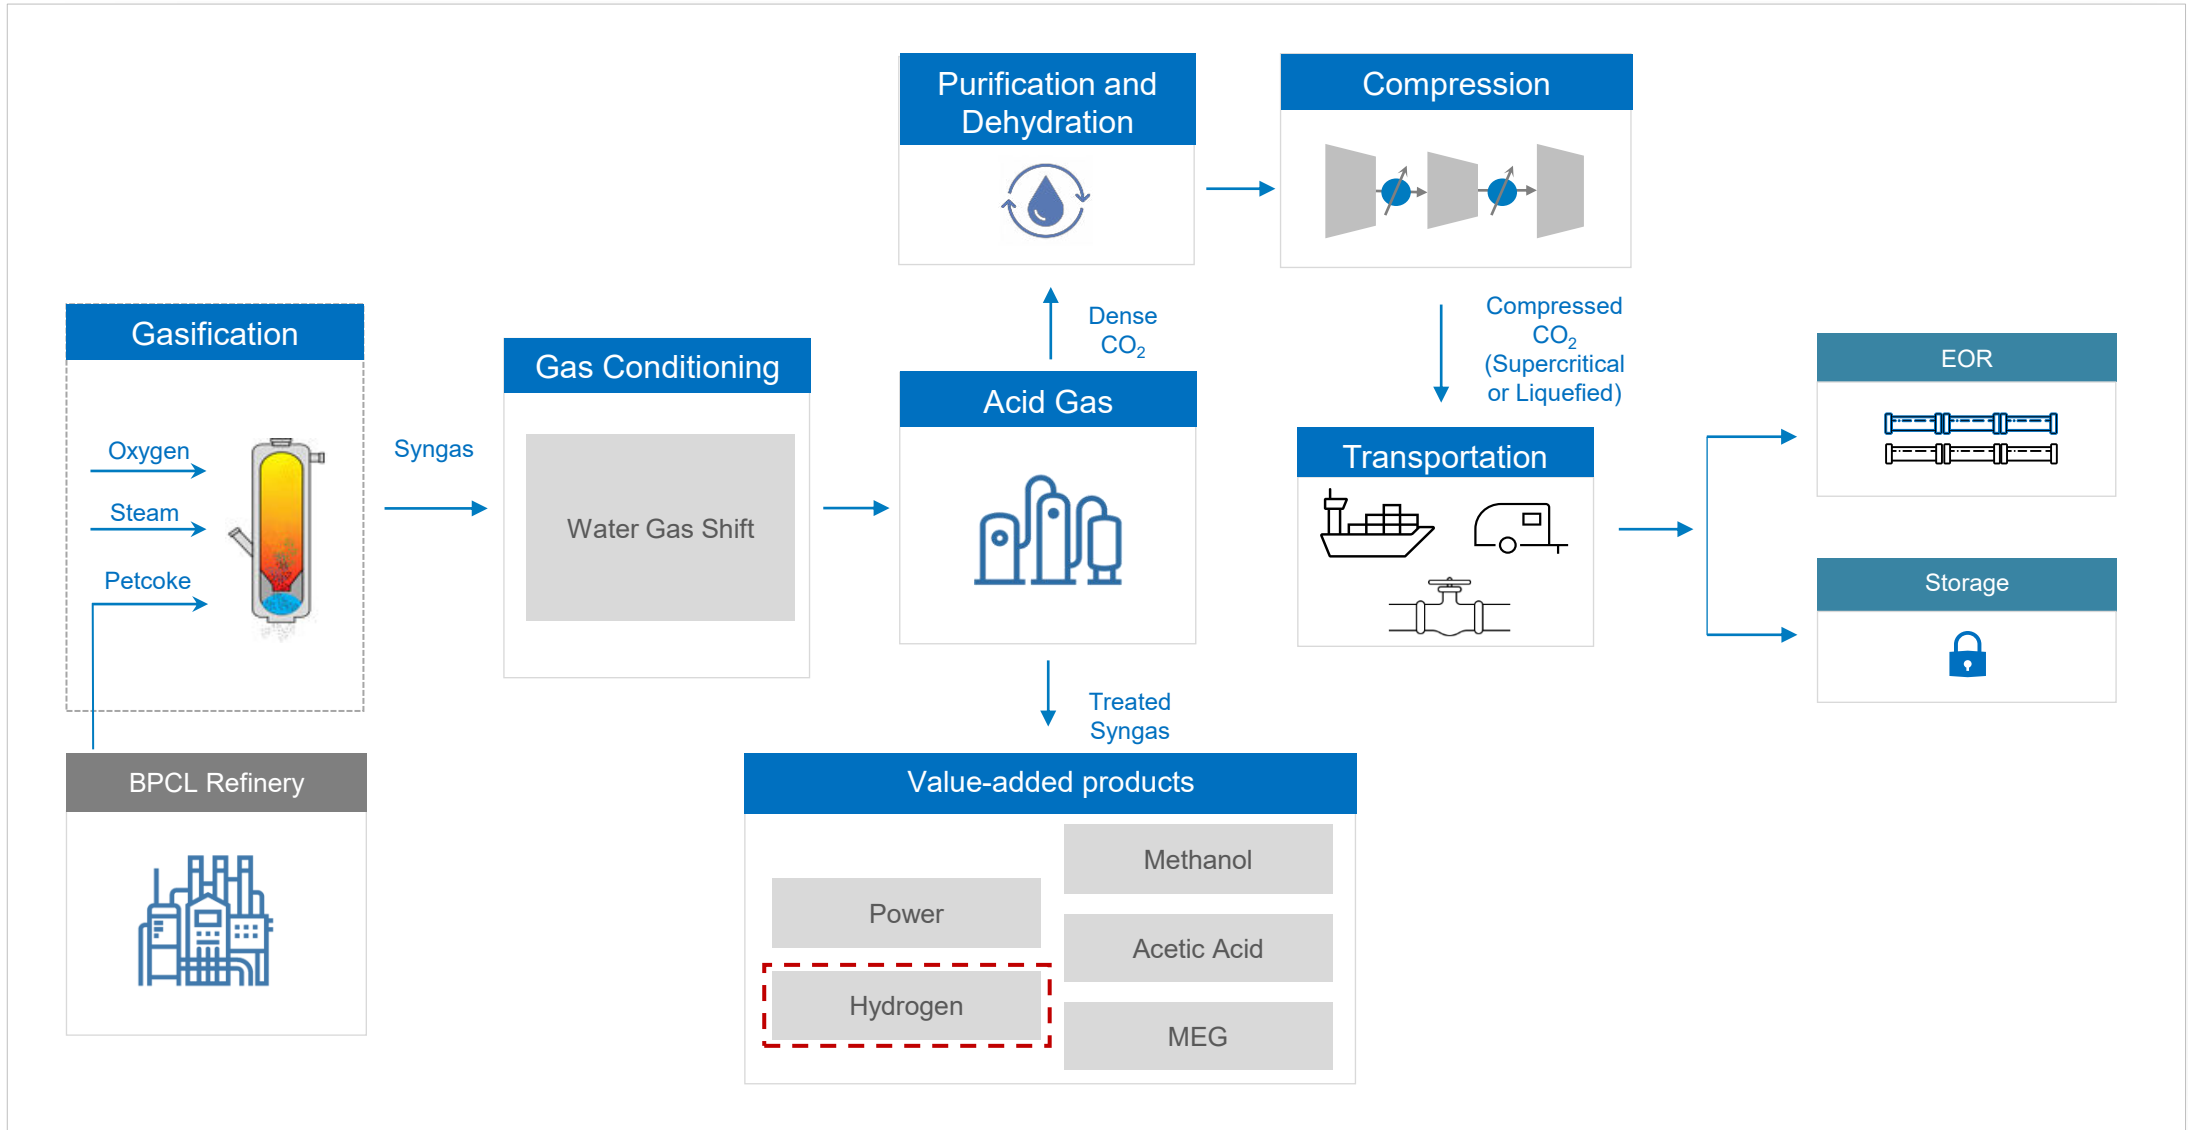 Purification and
Dehydration
Compression
Gasification
Oxygen
Steam
Petcoke
Syngas
Gas Conditioning
Water Gas Shift
Dense
CO₂
Acid Gas
Compressed
CO₂
(Supercritical
or Liquefied)
Transportation
EOR
Storage
Treated
Syngas
BPCL Refinery
Value-added products
Power
Hydrogen
Methanol
Acetic Acid
MEG